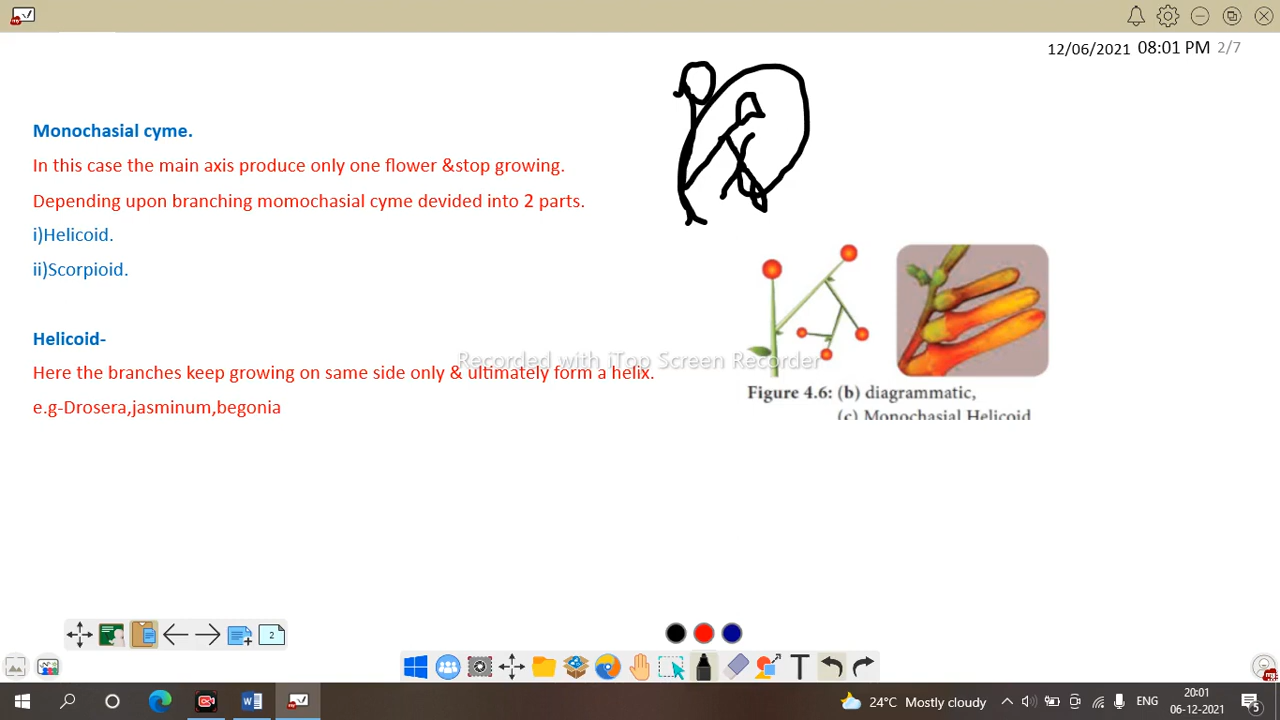 12/06/2021 08:01 PM 2/7
Monochasial cyme.
In this case the main axis produce only one flower &stop growing.
Depending upon branching momochasial cyme devided into 2 parts.
i)Helicoid.
ii)Scorpioid.
Helicoid-
Recorded with iTop Screen Recorder
Here the branches keep growing on same side only & ultimately form a helix.
e.g-Drosera,jasminum,begonia
Figure 4.6: (b) diagrammatic,
(c) Monochasial Helicoid
2
T
24°C Mostly cloudy
ENG
20:01
06-12-2021
5